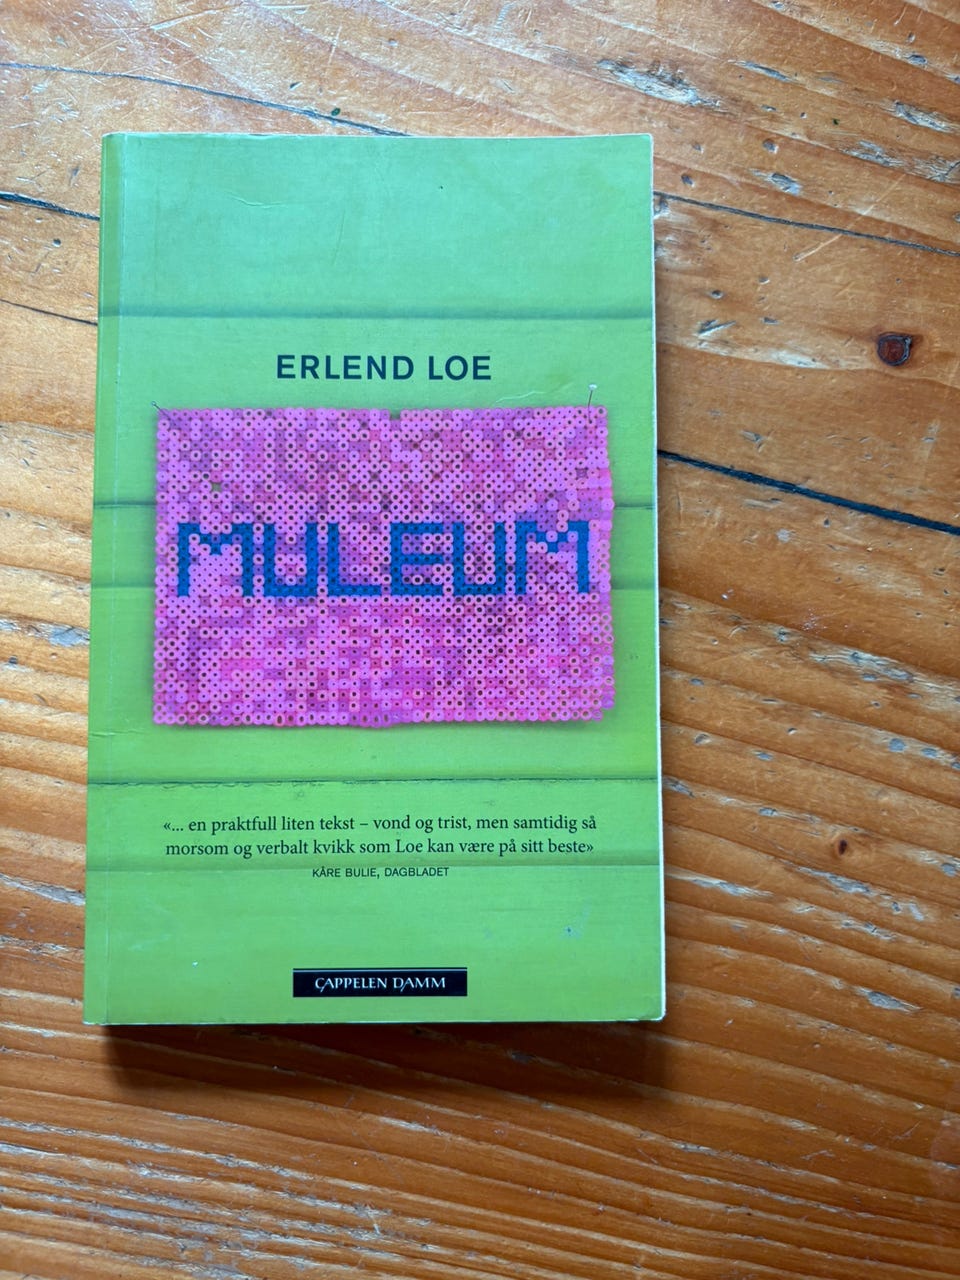 ERLEND LOE
MULEUM
«... en praktfull liten tekst – vond og trist, men samtidig så
morsom og verbalt kvikk som Loe kan være på sitt beste»
KÅRE BULIE, DAGBLADET
CAPPELEN DAMM